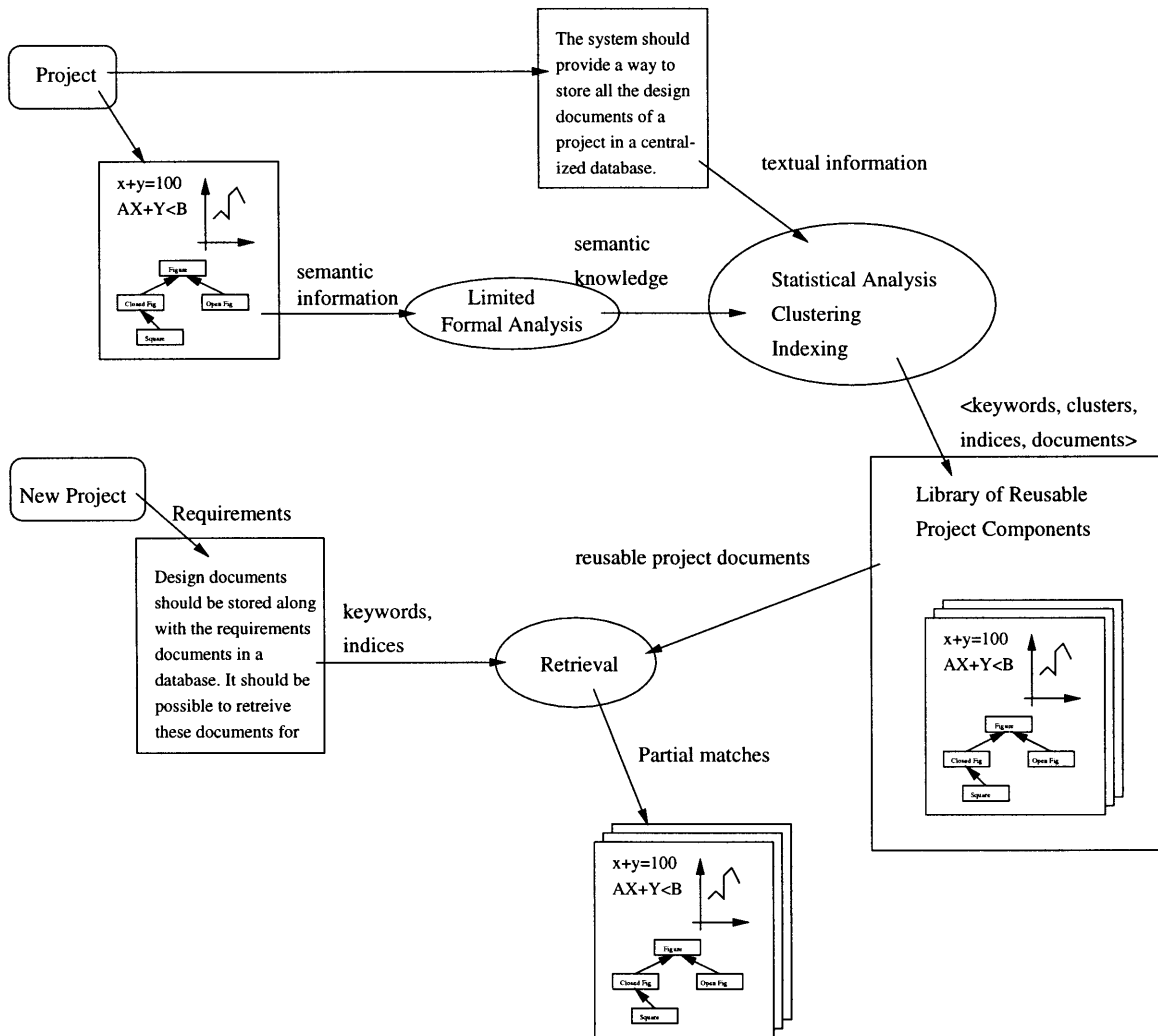 Project
The system should
provide a way to
store all the design
documents of a
project in a central-
ized database.
textual information
x+y=100
AX+Y<B
Figure
Closed Fig
Open Fig
Square
semantic
information
Limited
Formal Analysis
semantic
knowledge
Statistical Analysis
Clustering
Indexing
<keywords, clusters,
indices, documents>
New Project
Requirements
Design documents
should be stored along
with the requirements
documents in a
database. It should be
possible to retreive
these documents for
keywords,
indices
Retrieval
reusable project documents
Library of Reusable
Project Components
x+y=100
AX+Y<B
Figure
Closed Fig
Open Fig
Square
Partial matches
x+y=100
AX+Y<B
Figure
Closed Fig
Open Fig
Square